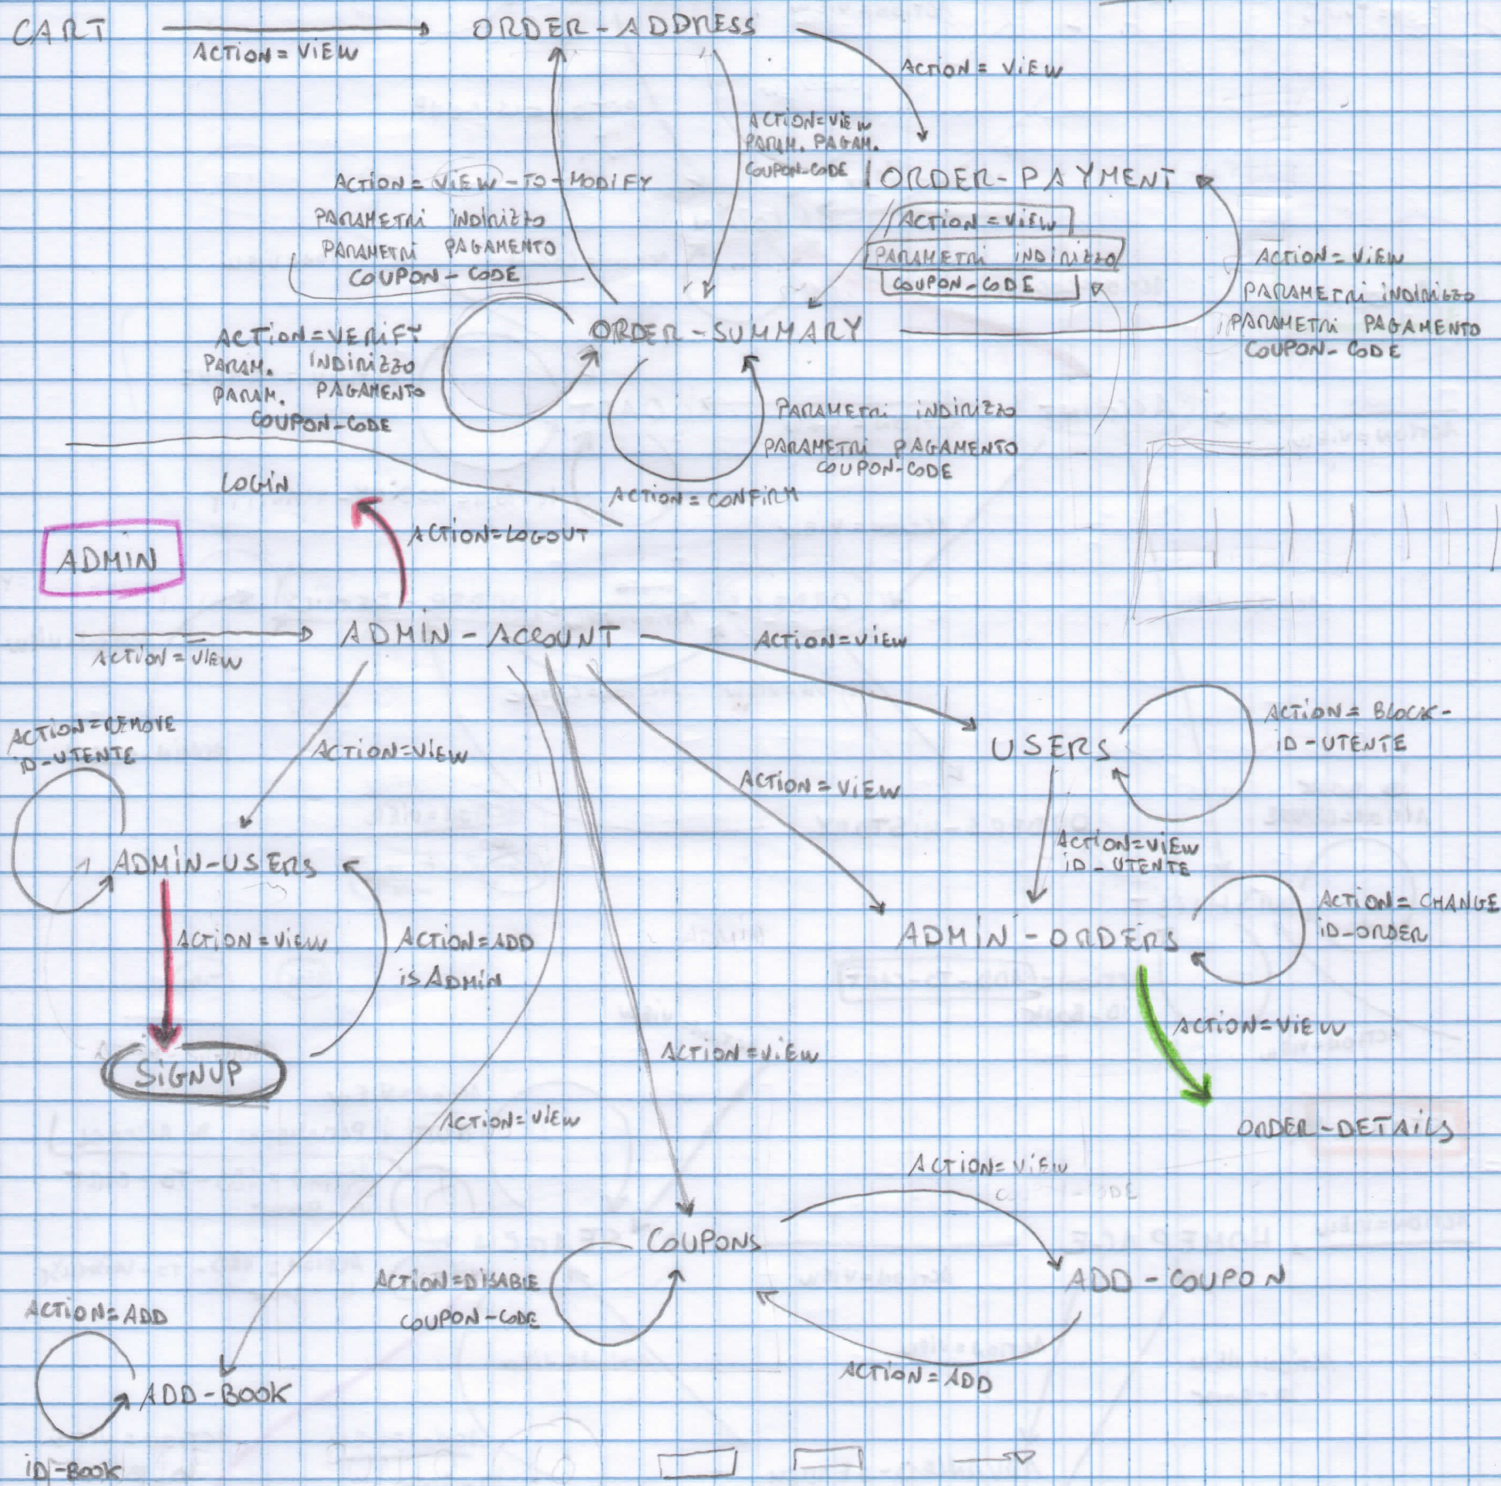 CART
ACTION=VIEW
ORDER-ADDRESS
ACTION= VIEW
ACTION=VIEW
PARAM. PAGAM.
COUPON-CODE
ORDER-PAYMENT
ACTION= VIEW-TO-MODIFY
PARAMETRI INDIRIZZO
PARAMETRI PAGAMENTO
COUPON-CODE
ACTION=VIEW
PARAMETRI INDIRIZZO
COUPON-CODE
ACTION=VIEW
PARAMETRI INDIRIZZO
PARAMETRI PAGAMENTO
COUPON-CODE
ORDER-SUMMARY
ACTION=VERIFY
PARAM. INDIRIZZO
PARAM. PAGAMENTO
COUPON-CODE
PARAMETRI INDIRIZZO
PARAMETRI PAGAMENTO
COUPON-CODE
ACTION=CONFIRM
LOGIN
ACTION=LOGOUT
ADMIN
ACTION=VIEW
ADMIN-ACCOUNT
ACTION=VIEW
ACTION=REMOVE
ID-UTENTE
ACTION=VIEW
USERS
ACTION= BLOCK-
ID-UTENTE
ACTION=VIEW
ACTION=VIEW
ID-UTENTE
ADMIN-USERS
ACTION=VIEW
ACTION=ADD
isADMIN
ADMIN-ORDERS
ACTION=CHANGE
ID-ORDER
ACTION=VIEW
SIGNUP
ACTION=VIEW
ACTION=VIEW
ORDER-DETAILS
ACTION=VIEW
COUPONS
ACTION=DISABLE
COUPON-CODE
ADD-COUPON
ACTION=ADD
ACTION=ADD
ADD-BOOK
ID-BOOK